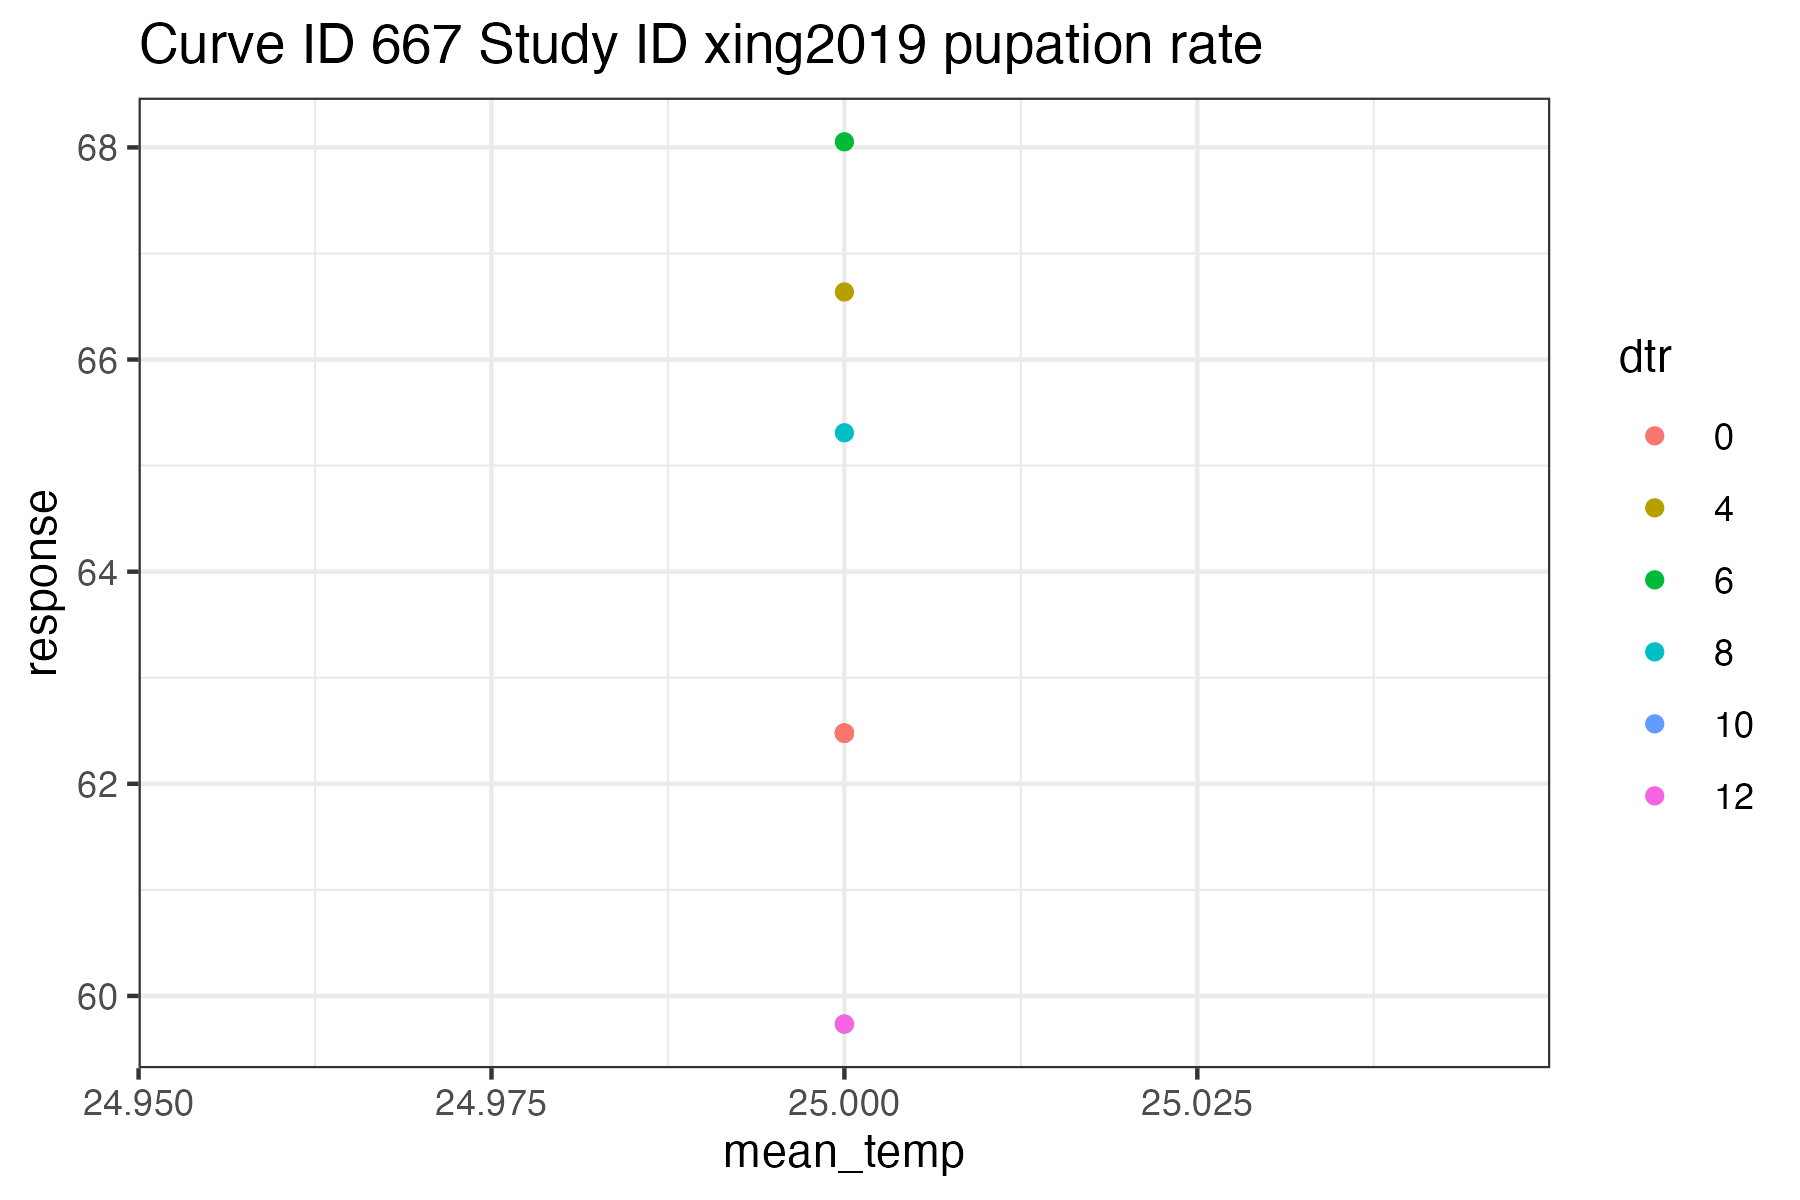 Curve ID 667 Study ID xing2019 pupation rate
response
68
66
64
62
60
24.950 24.975 25.000 25.025
mean_temp
dtr
0
4
6
8
10
12